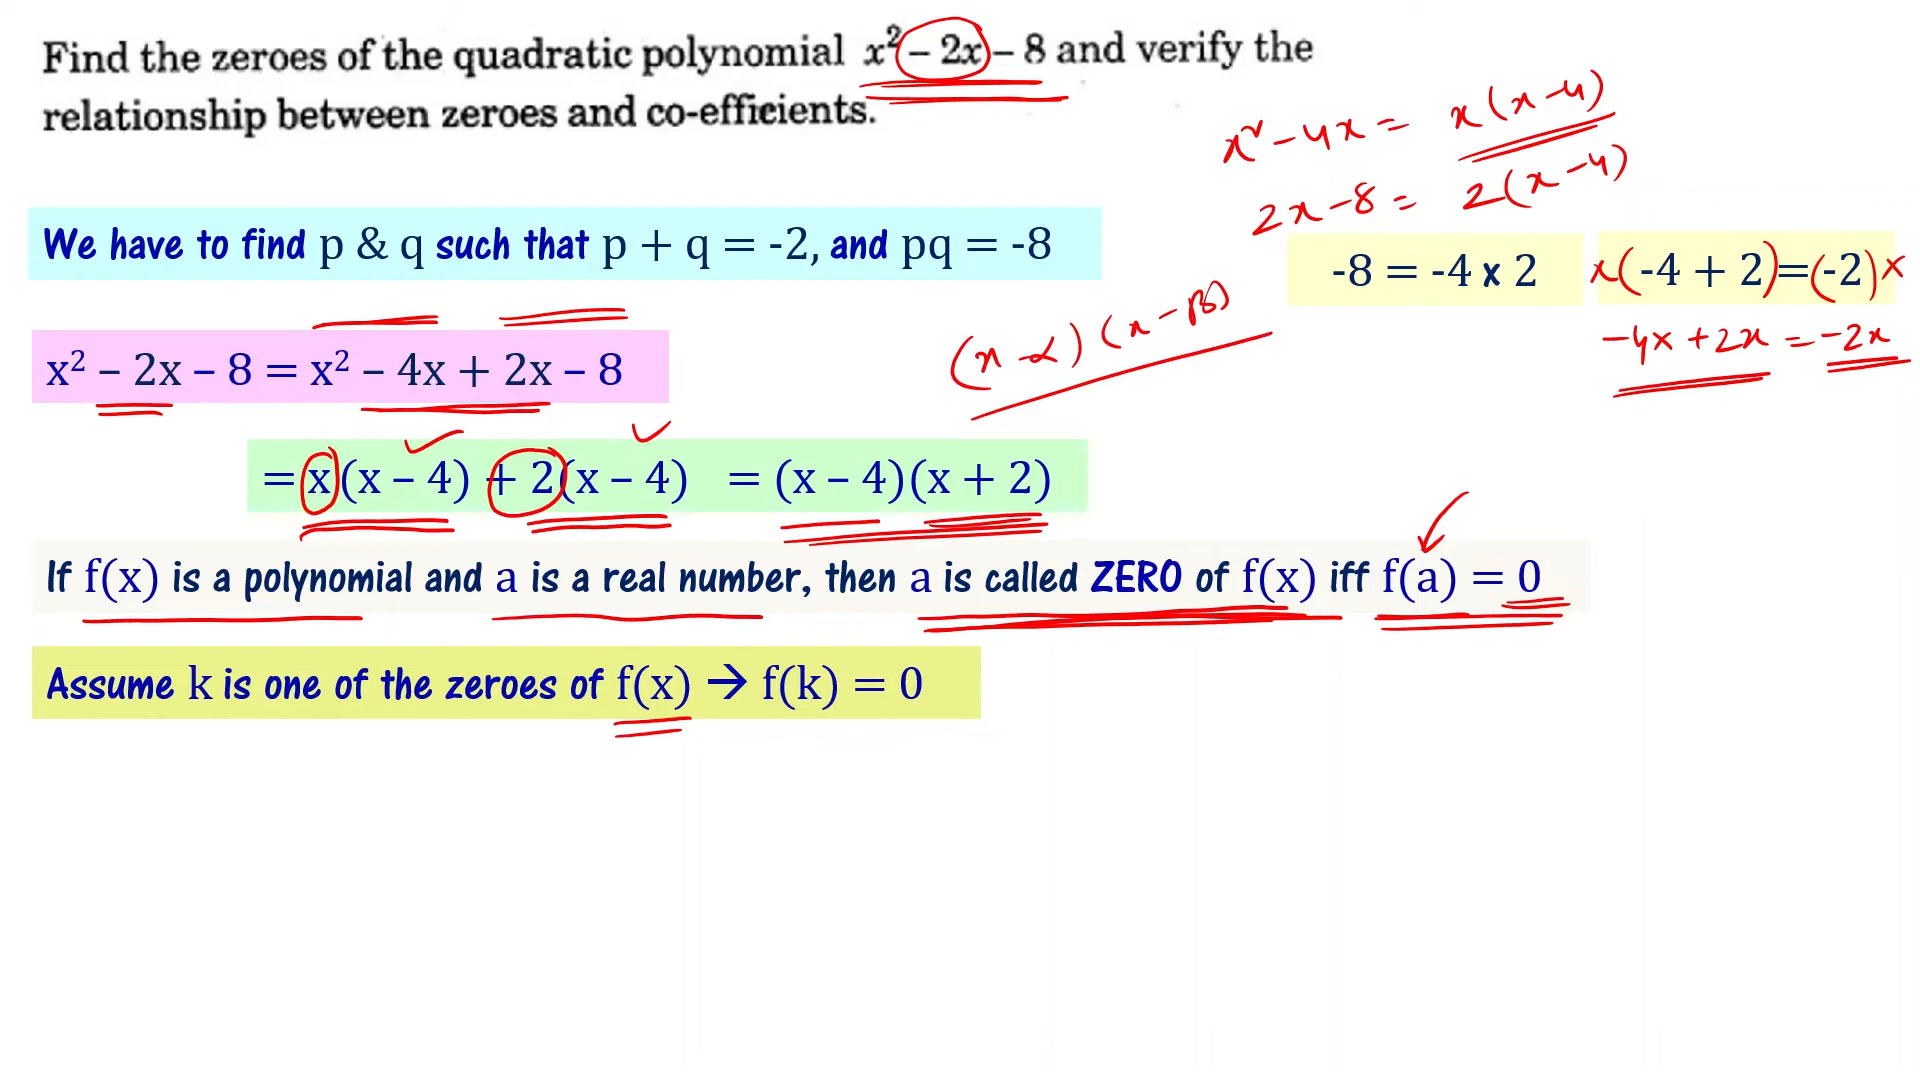 Find the zeroes of the quadratic polynomial x² – 2x – 8 and verify the
relationship between zeroes and co-efficients.
x² – 4x = x(x – 4)
2x – 8 = 2(x – 4)
We have to find p & q such that p + q = -2, and pq = -8
-8 = -4 x 2
x(-4 + 2)=(-2)x
-4x + 2x = -2x
(x - α)(x - β)
x² – 2x – 8 = x² – 4x + 2x – 8
= x(x – 4) + 2(x – 4) = (x – 4)(x + 2)
If f(x) is a polynomial and a is a real number, then a is called ZERO of f(x) iff f(a) = 0
Assume k is one of the zeroes of f(x) → f(k) = 0